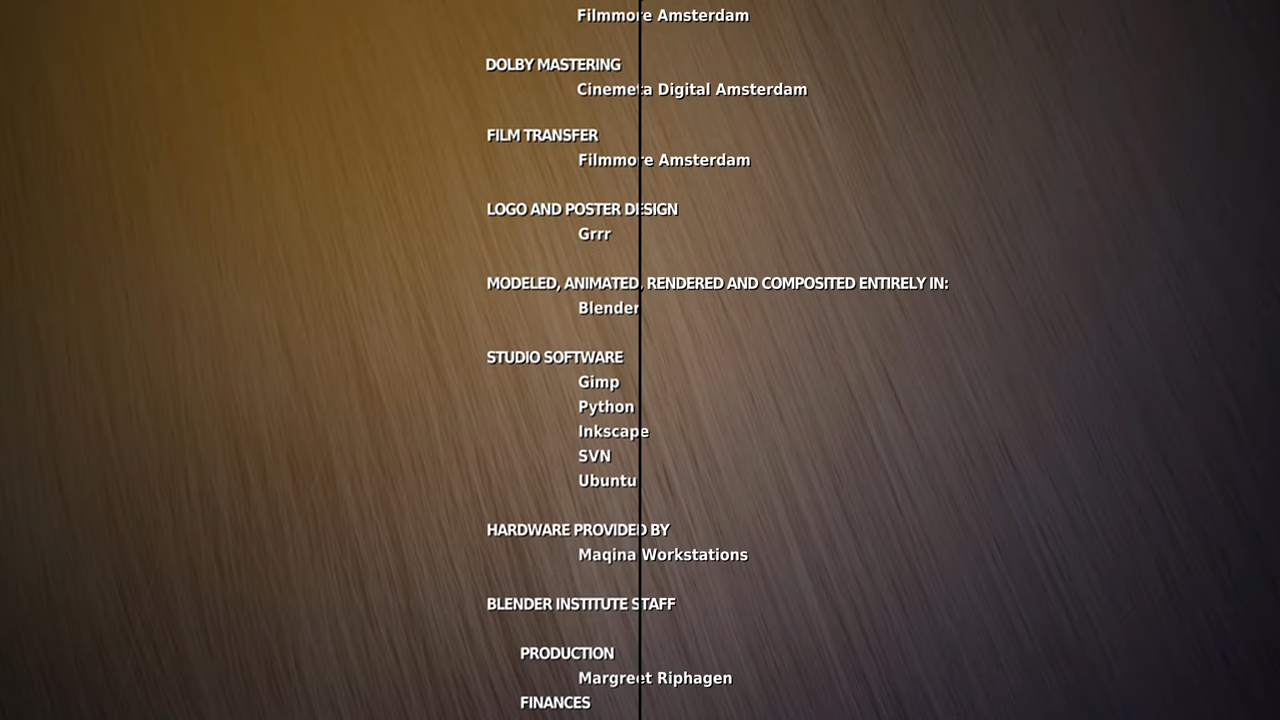 Filmmore Amsterdam
DOLBY MASTERING
Cinemeta Digital Amsterdam
FILM TRANSFER
Filmmore Amsterdam
LOGO AND POSTER DESIGN
Grrr
MODELED, ANIMATED, RENDERED AND COMPOSITED ENTIRELY IN:
Blender
STUDIO SOFTWARE
Gimp
Python
Inkscape
SVN
Ubuntu
HARDWARE PROVIDED BY
Maqina Workstations
BLENDER INSTITUTE STAFF
PRODUCTION
Margreet Riphagen
FINANCES